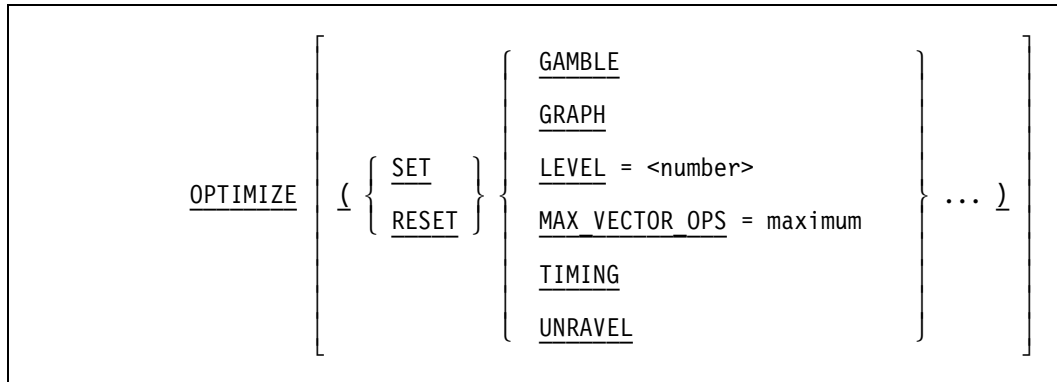 GAMBLE
GRAPH
SET LEVEL = <number>
OPTIMIZE ( ... )
RESET MAX_VECTOR_OPS = maximum
TIMING
UNRAVEL